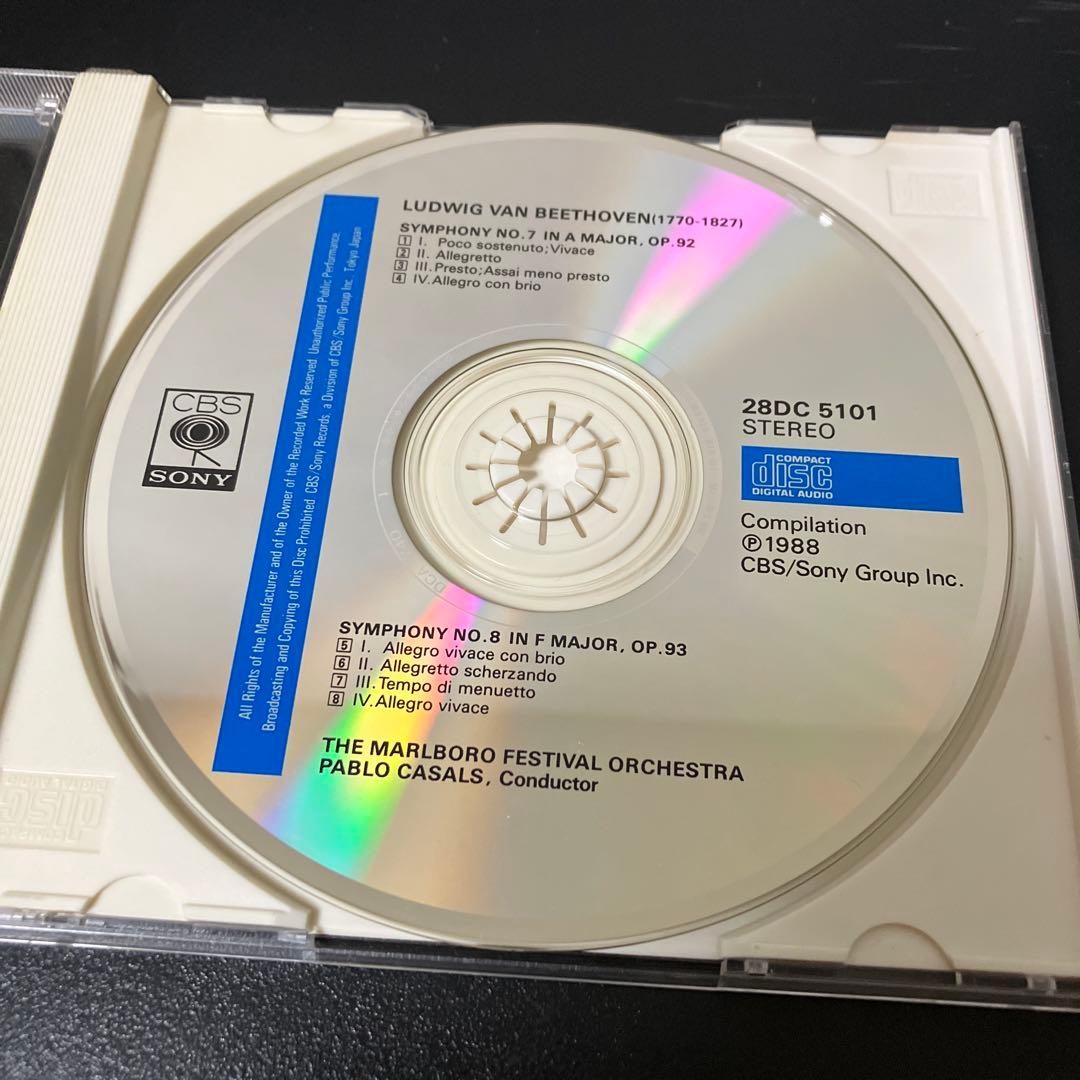 LUDWIG VAN BEETHOVEN(1770-1827)
SYMPHONY NO.7 IN A MAJOR, OP.92
1 I. Poco sostenuto;Vivace
2 II. Allegretto
3 III.Presto;Assai meno presto
4 IV.Allegro con brio
CBS
SONY
All Rights of the Manufacturer and of the Owner of the Recorded Work Reserved. Unauthorized Public Performance.
Broadcasting and Copying of this Disc Prohibited CBS/Sony Records, a Division of CBS/Sony Group Inc. Tokyo Japan
28DC 5101
STEREO
COMPACT
disc
DIGITAL AUDIO
Compilation
℗1988
CBS/Sony Group Inc.
SYMPHONY NO.8 IN F MAJOR, OP.93
5 I. Allegro vivace con brio
6 II. Allegretto scherzando
7 III.Tempo di menuetto
8 IV.Allegro vivace
THE MARLBORO FESTIVAL ORCHESTRA
PABLO CASALS, Conductor